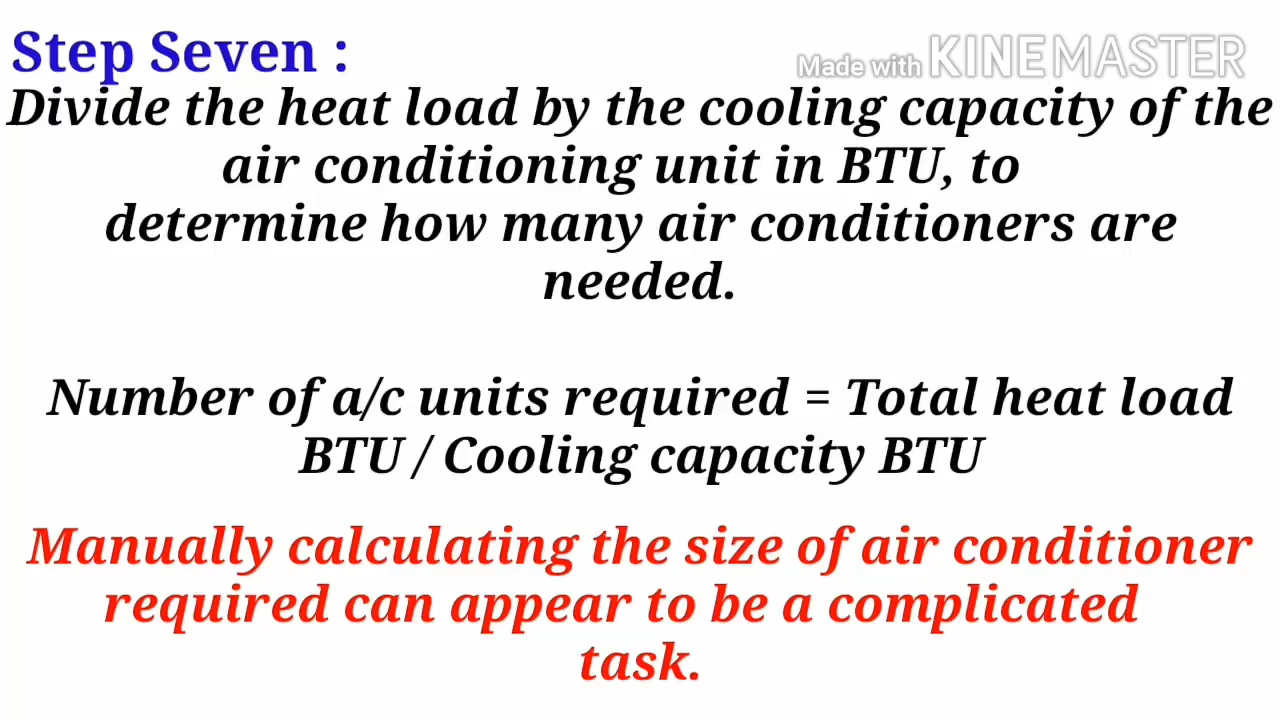 Step Seven :
Made with KINEMASTER
Divide the heat load by the cooling capacity of the
air conditioning unit in BTU, to
determine how many air conditioners are
needed.
Number of a/c units required = Total heat load
BTU / Cooling capacity BTU
Manually calculating the size of air conditioner
required can appear to be a complicated
task.